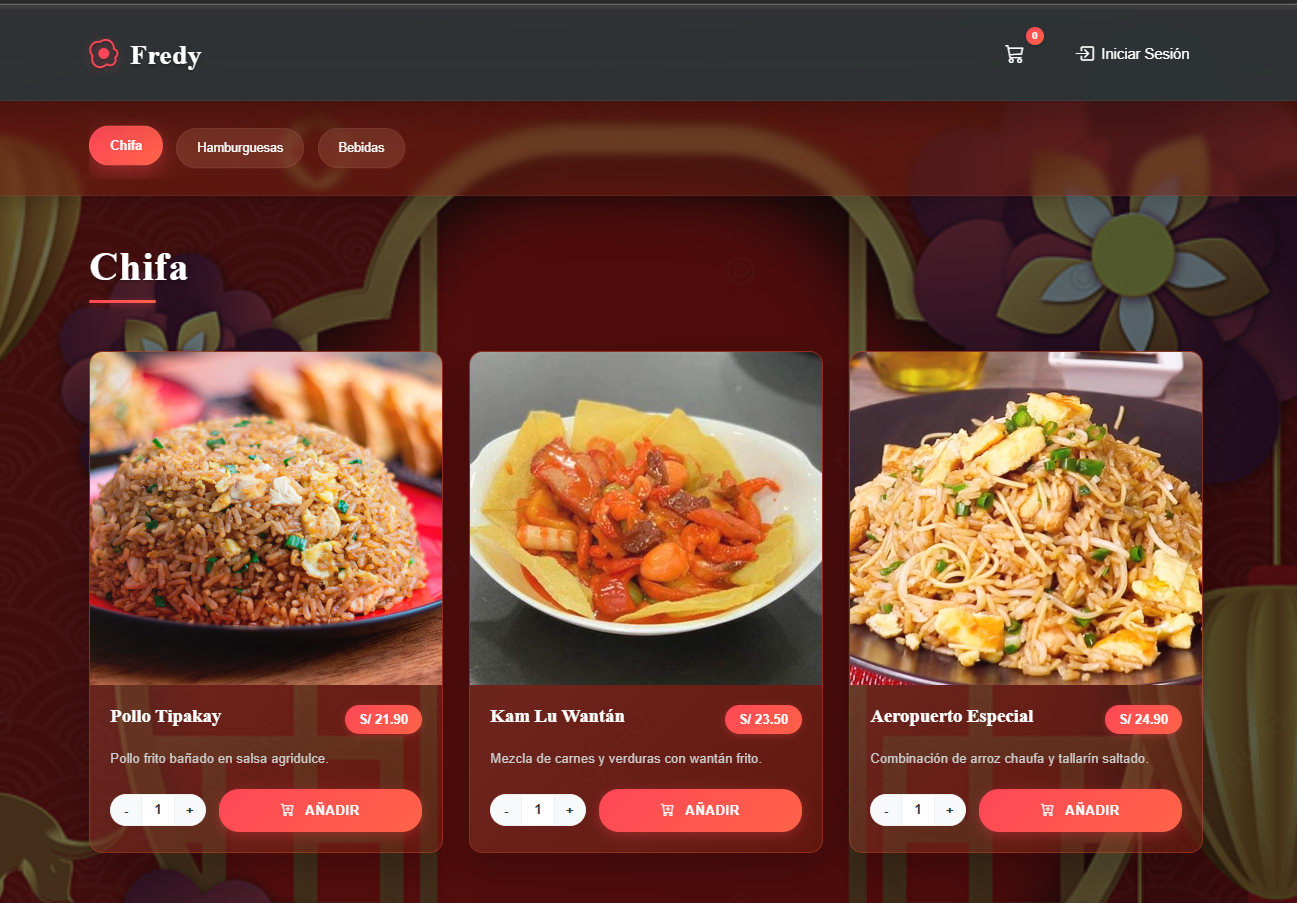 Fredy
0
Iniciar Sesión
Chifa
Hamburguesas
Bebidas
Chifa
Pollo Tipakay
S/ 21.90
Pollo frito bañado en salsa agridulce.
- 1 +
AÑADIR
Kam Lu Wantán
S/ 23.50
Mezcla de carnes y verduras con wantán frito.
- 1 +
AÑADIR
Aeropuerto Especial
S/ 24.90
Combinación de arroz chaufa y tallarín saltado.
- 1 +
AÑADIR